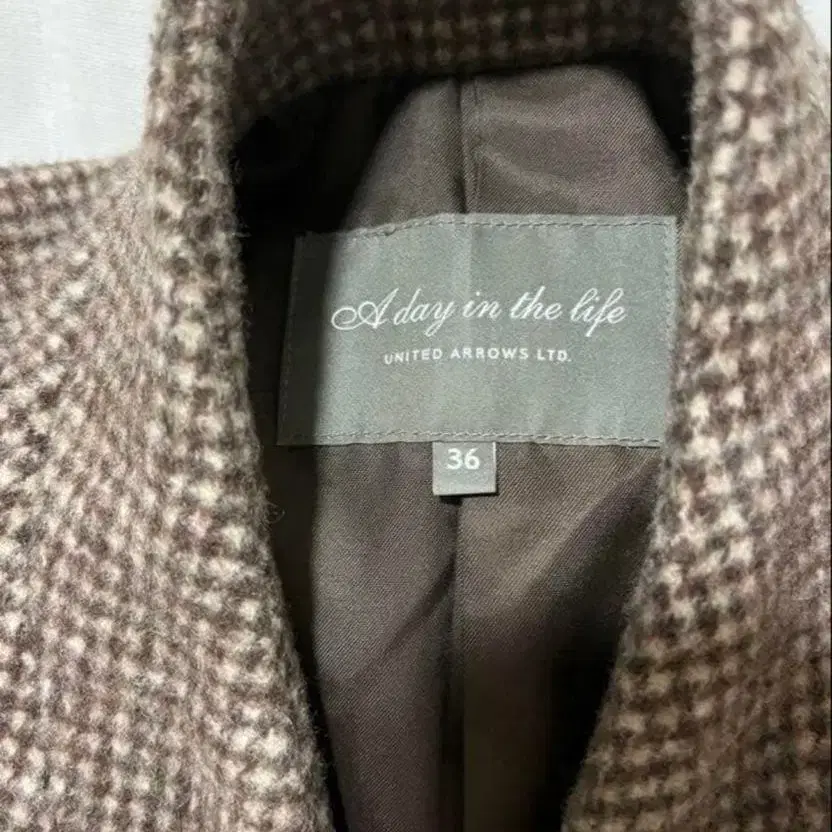 A day in the life
UNITED ARROWS LTD.
36